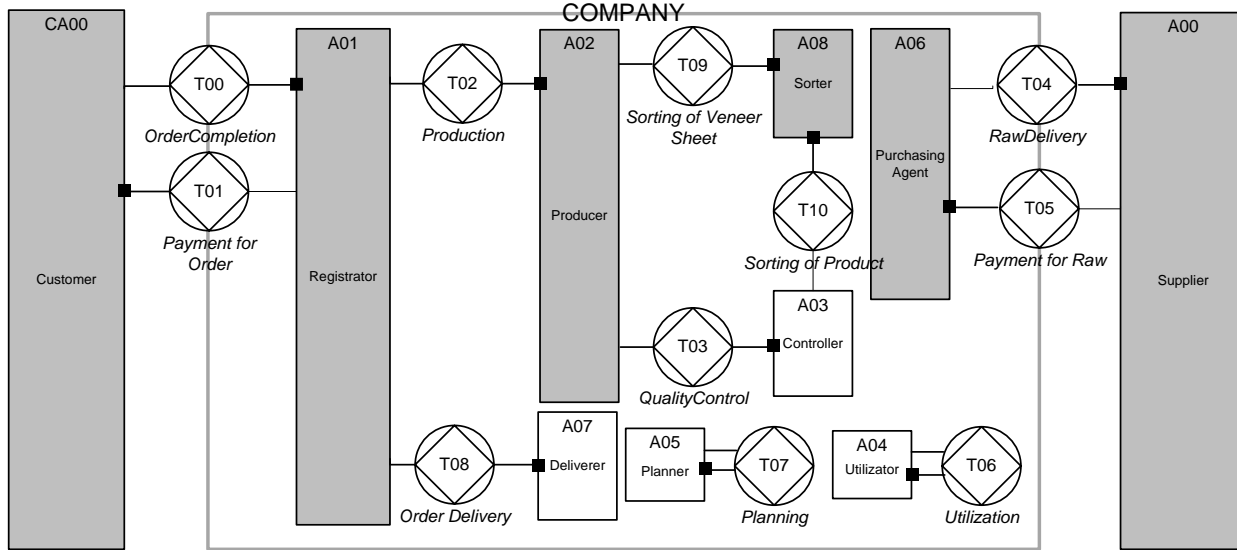 COMPANY
CA00
Customer
T00
OrderCompletion
T01
Payment for
Order
A01
Registrator
T02
Production
A02
Producer
T09
Sorting of Veneer
Sheet
A08
Sorter
T10
Sorting of Product
A06
Purchasing
Agent
T04
RawDelivery
T05
Payment for Raw
A00
Supplier
T03
QualityControl
A03
Controller
T08
Order Delivery
A07
Deliverer
A05
Planner
T07
Planning
A04
Utilizator
T06
Utilization